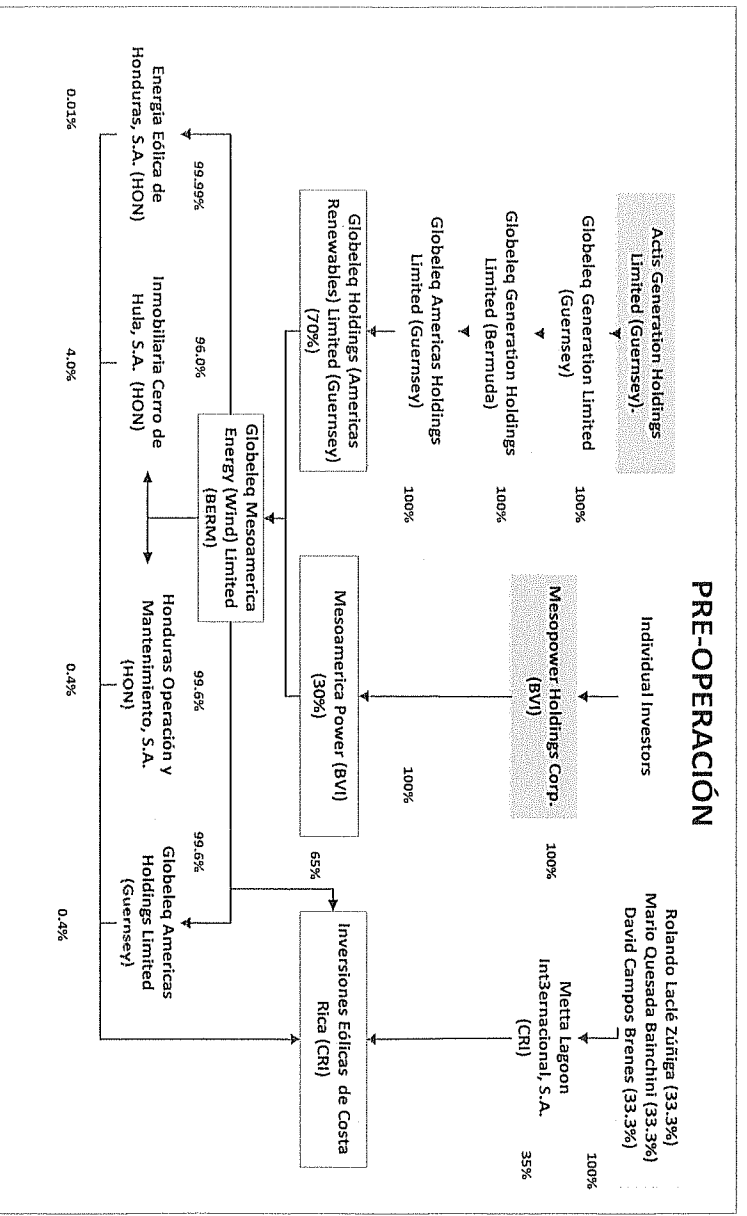 PRE-OPERACIÓN
Actis Generation Holdings
Limited (Guernsey).
100%
Globeleq Generation Limited
(Guernsey)
100%
Globeleq Generation Holdings
Limited (Bermuda)
100%
Globeleq Americas Holdings
Limited (Guernsey)
Globeleq Holdings (Americas
Renewables) Limited (Guernsey)
(70%)
Individual Investors
100%
Mesopower Holdings Corp.
(BVI)
100%
Mesoamerica Power (BVI)
(30%)
Rolando Laclé Zúñiga (33.3%)
Mario Quesada Bainchini (33.3%)
David Campos Brenes (33.3%)
100%
Metta Lagoon
Int3ernacional, S.A.
(CRI)
35%
65%
Inversiones Eólicas de Costa
Rica (CRI)
Globeleq Mesoamerica
Energy (Wind) Limited
(BERM)
99.99%
96.0%
99.6%
99.6%
Energía Eólica de
Honduras, S.A. (HON)
Inmobiliaria Cerro de
Hula, S.A. (HON)
Honduras Operación y
Mantenimiento, S.A.
(HON)
Globeleq Americas
Holdings Limited
(Guernsey)
0.01%
4.0%
0.4%
0.4%